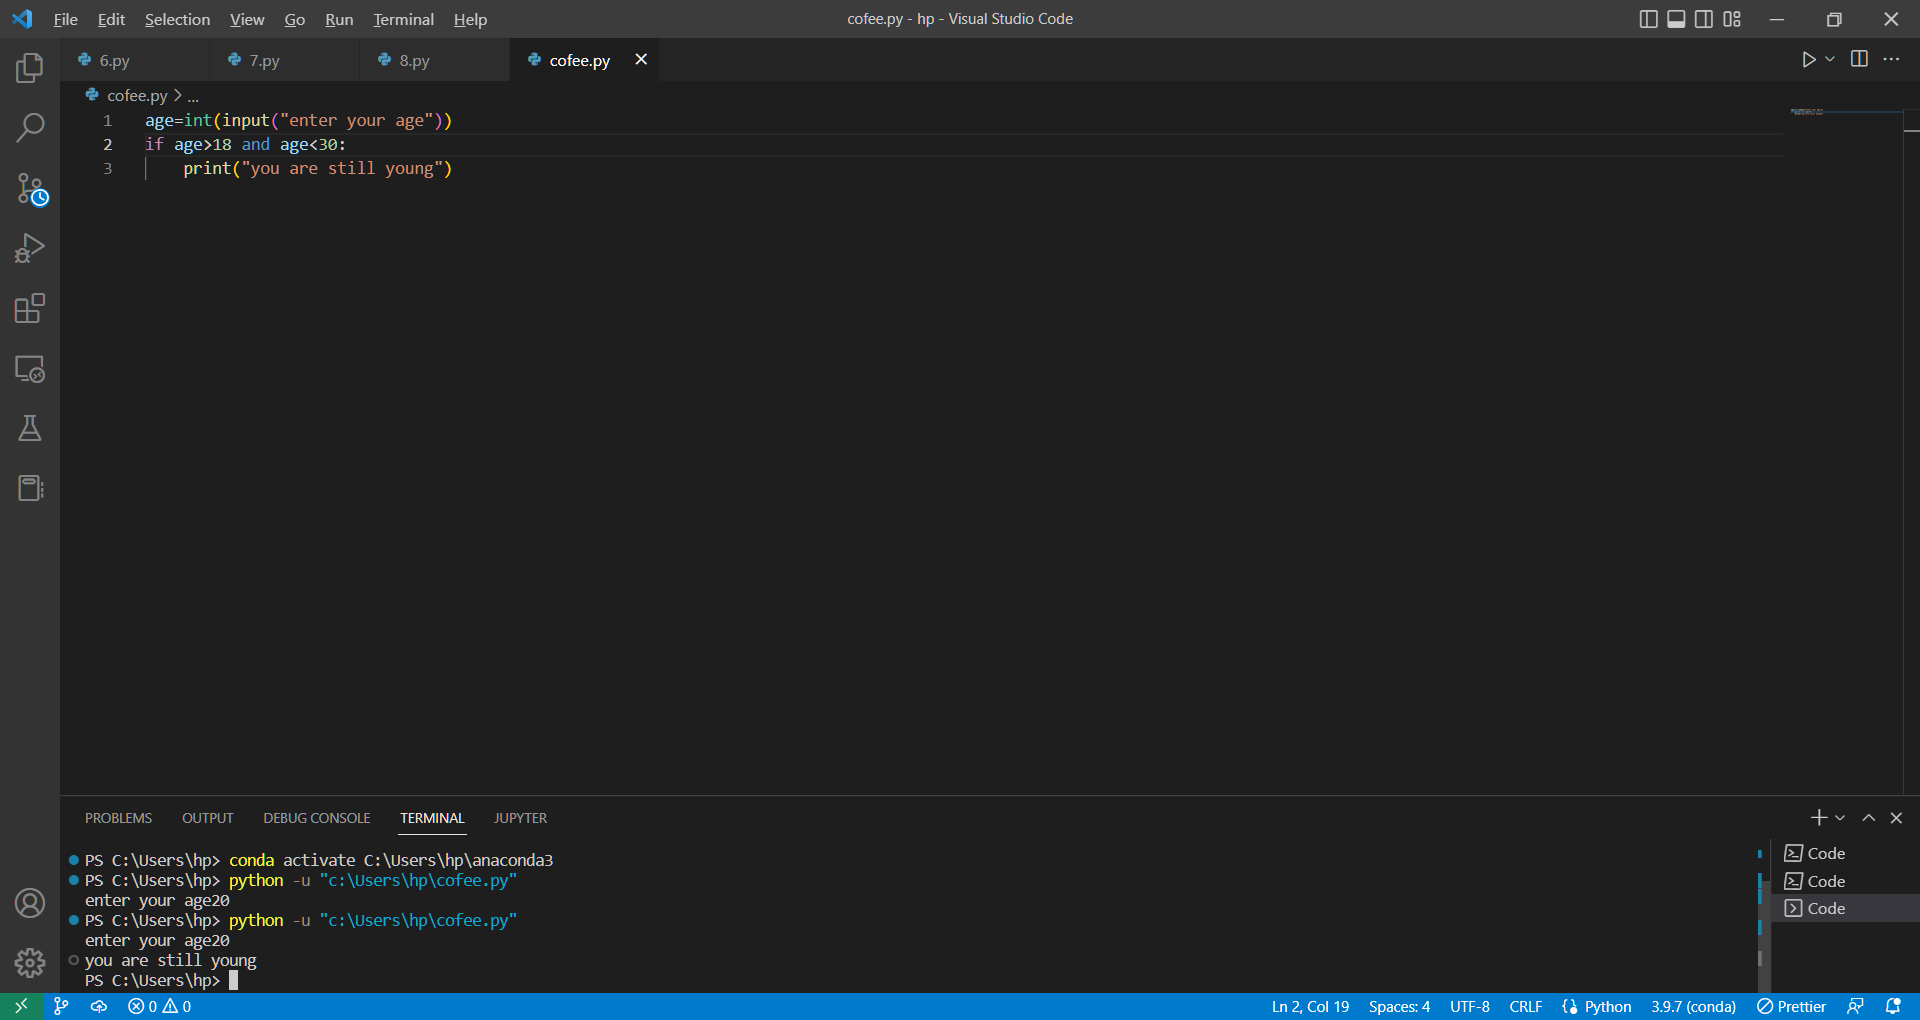 File Edit Selection View Go Run Terminal Help
cofee.py - hp - Visual Studio Code
6.py 7.py 8.py cofee.py
cofee.py > ...
1 age=int(input("enter your age"))
2 if age>18 and age<30:
3 print("you are still young")
PROBLEMS OUTPUT DEBUG CONSOLE TERMINAL JUPYTER
PS C:\Users\hp> conda activate C:\Users\hp\anaconda3
PS C:\Users\hp> python -u "c:\Users\hp\cofee.py"
enter your age20
PS C:\Users\hp> python -u "c:\Users\hp\cofee.py"
enter your age20
you are still young
PS C:\Users\hp>
Code
Code
Code
0 0
Ln 2, Col 19 Spaces: 4 UTF-8 CRLF Python 3.9.7 (conda) Prettier